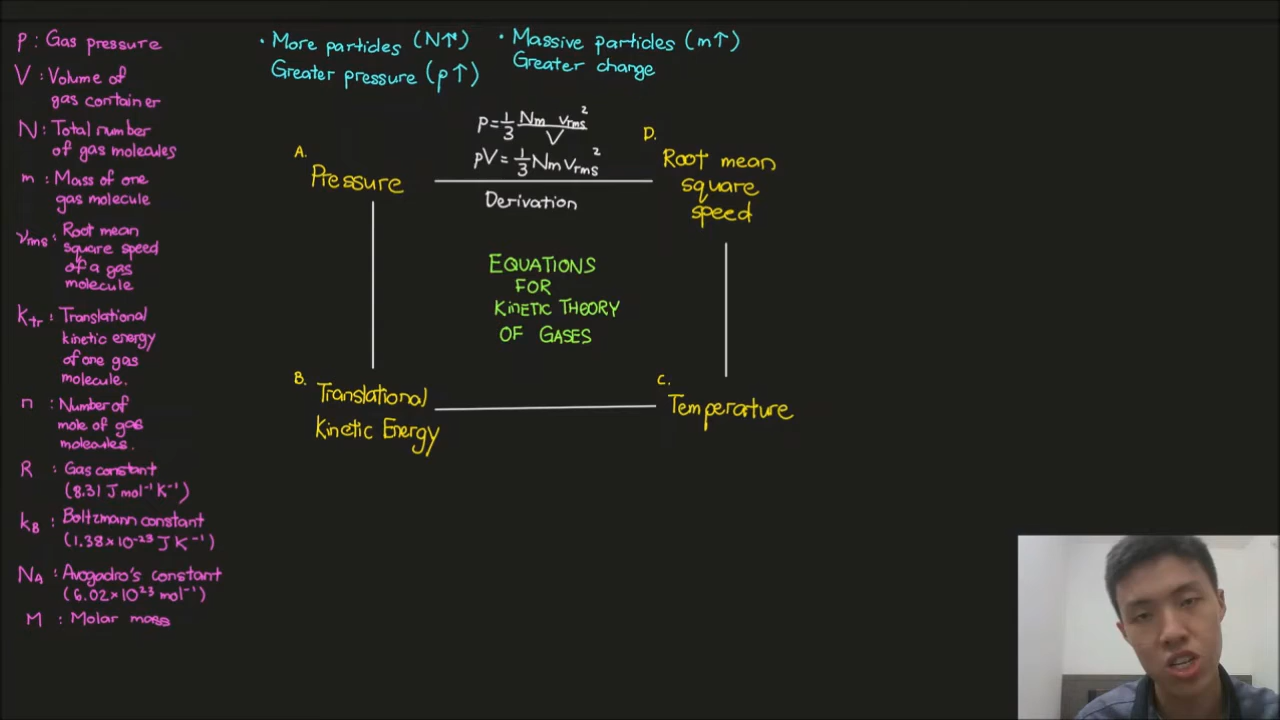 p : Gas pressure
V : Volume of
gas container
N : Total number
of gas molecules
m : Mass of one
gas molecule
vrms : Root mean
square speed
of a gas
molecule
Ktr : Translational
kinetic energy
of one gas
molecule.
n : Number of
mole of gas
molecules.
R : Gas constant
(8.31 J mol⁻¹ K⁻¹)
kB : Boltzmann constant
(1.38×10⁻²³ J K⁻¹)
NA : Avogadro's constant
(6.02×10²³ mol⁻¹)
M : Molar mass
• More particles (N↑)
Greater pressure (p↑)
• Massive particles (m↑)
Greater change
P = 1/3 Nm vrms² / V
pV = 1/3 Nm vrms²
Derivation
A.
Pressure
D.
Root mean
square
speed
EQUATIONS
FOR
KINETIC THEORY
OF GASES
B.
Translational
Kinetic Energy
C.
Temperature